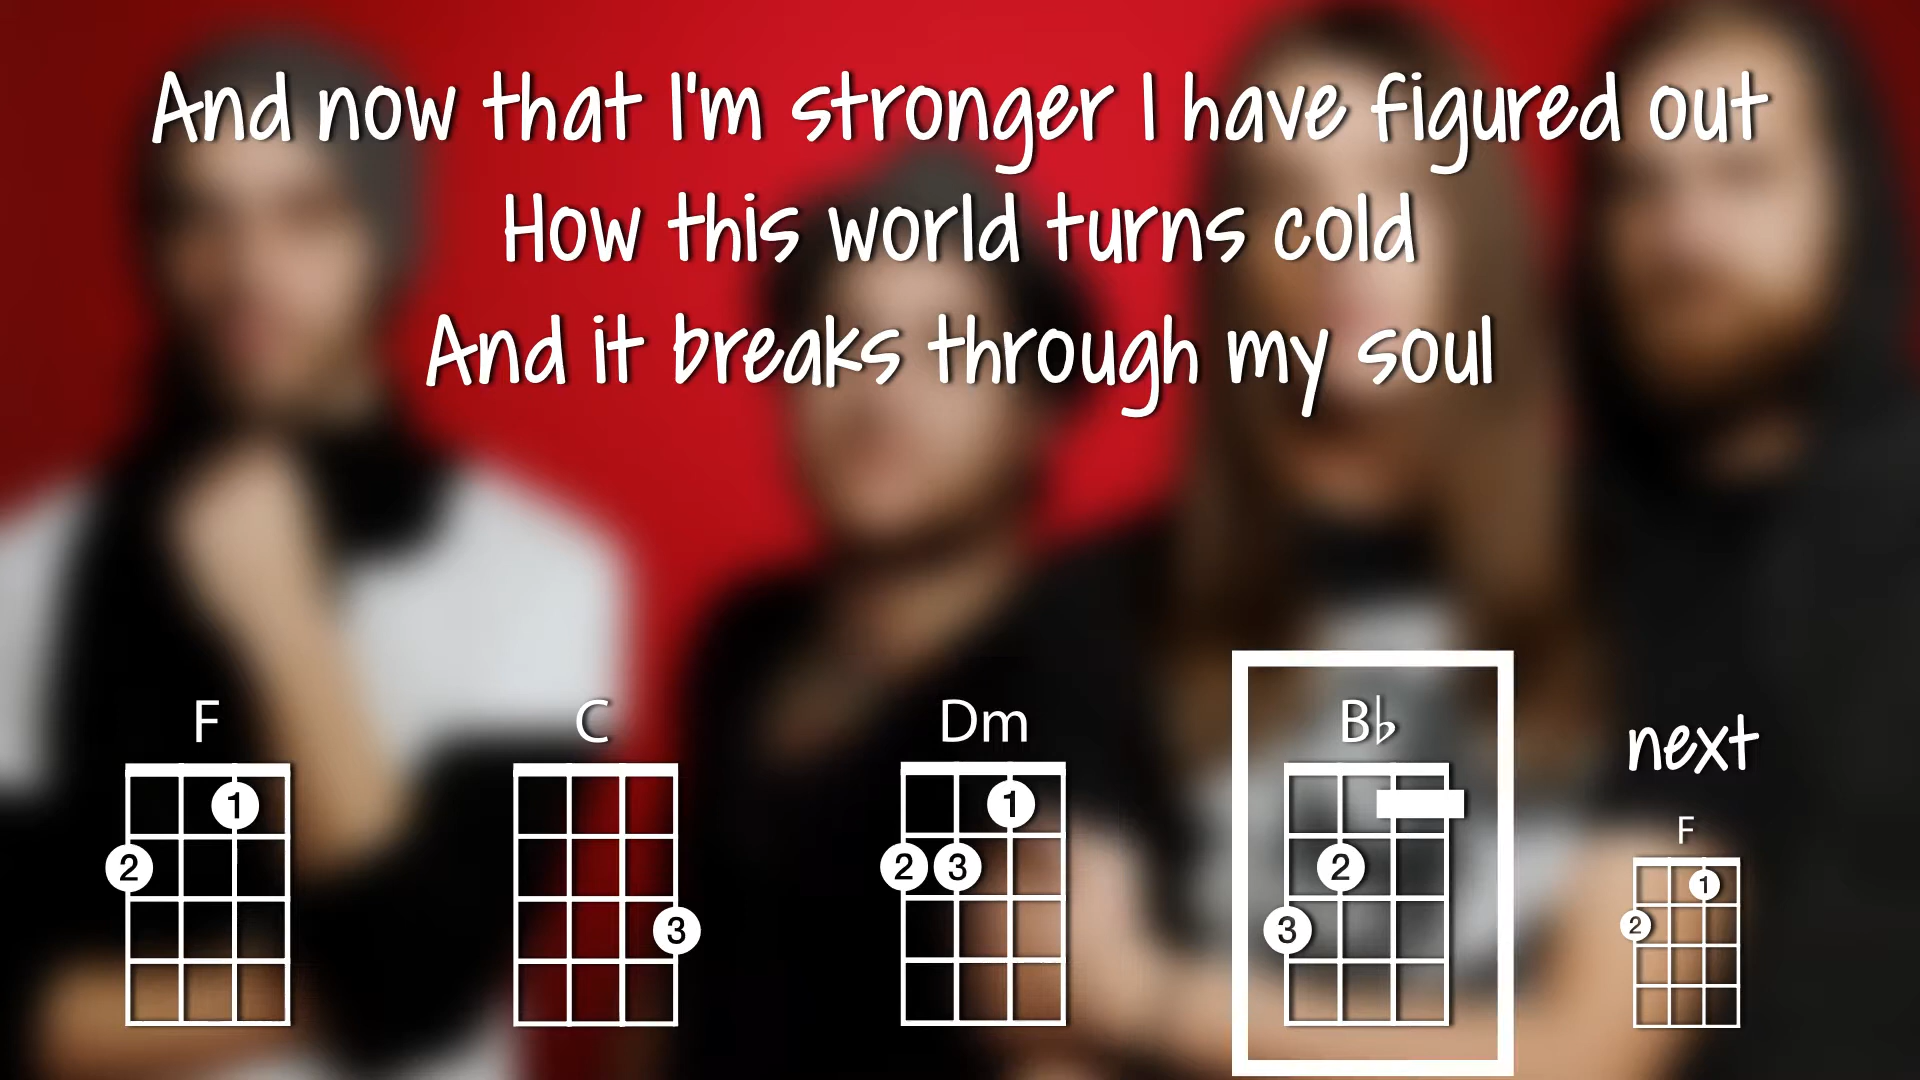 And now that I'm stronger I have figured out
How this world turns cold
And it breaks through my soul
F C Dm B♭ next
F
1 1
2 2 3 2
3 3
1
2